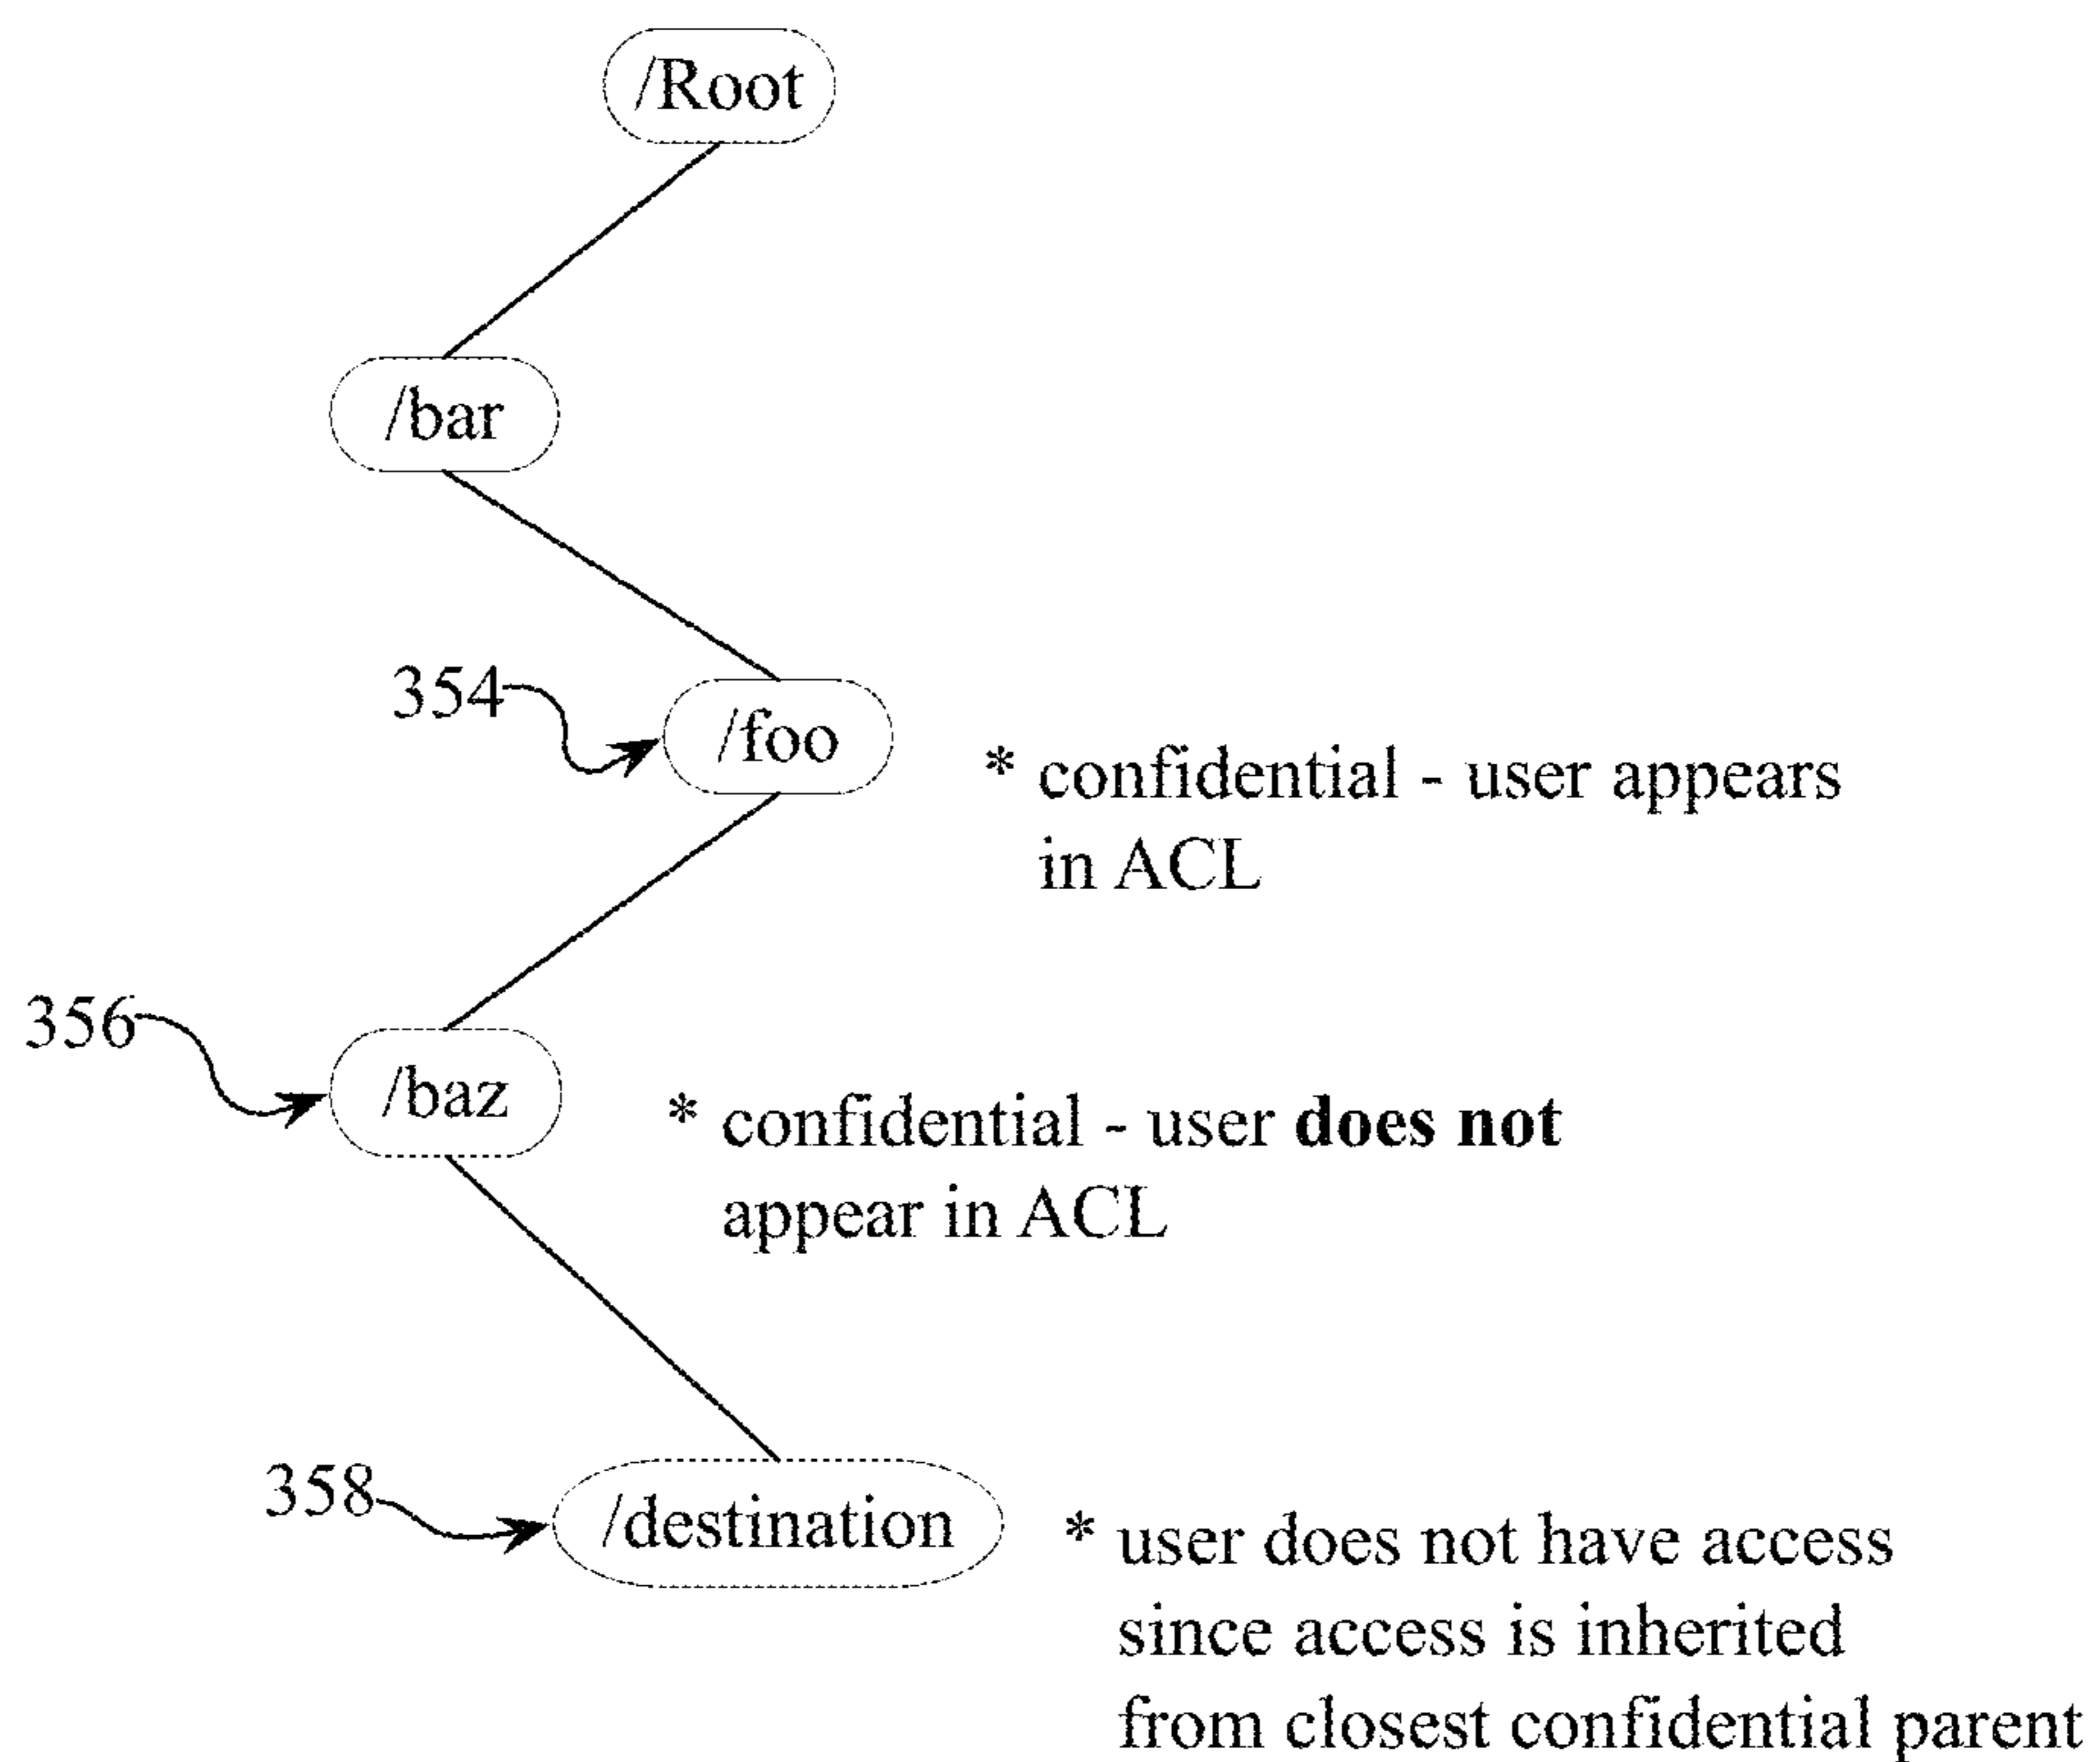 /Root
/bar
354
/foo
* confidential - user appears
in ACL
356
/baz
* confidential - user does not
appear in ACL
358
/destination
* user does not have access
since access is inherited
from closest confidential parent